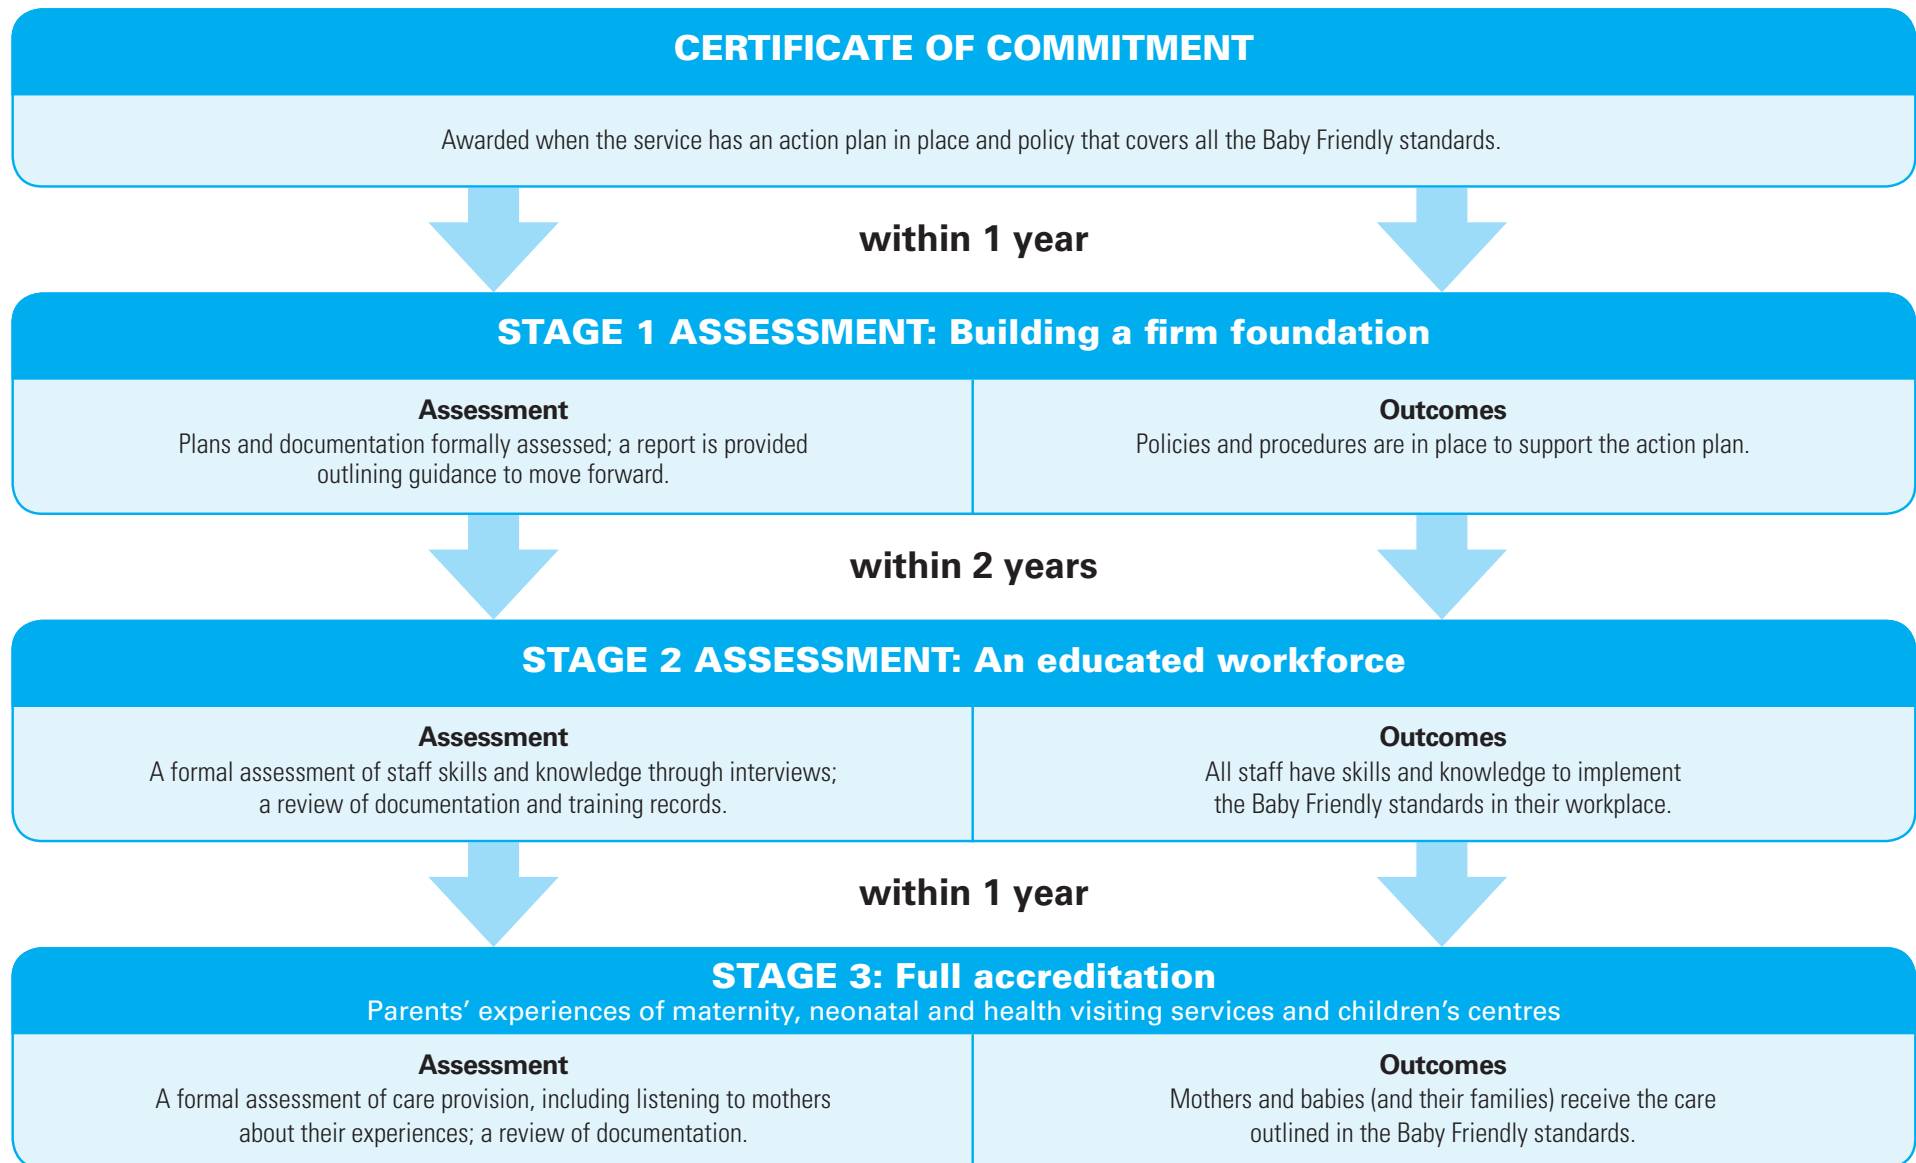 CERTIFICATE OF COMMITMENT
Awarded when the service has an action plan in place and policy that covers all the Baby Friendly standards.
within 1 year
STAGE 1 ASSESSMENT: Building a firm foundation
Assessment
Plans and documentation formally assessed; a report is provided
outlining guidance to move forward.
Outcomes
Policies and procedures are in place to support the action plan.
within 2 years
STAGE 2 ASSESSMENT: An educated workforce
Assessment
A formal assessment of staff skills and knowledge through interviews;
a review of documentation and training records.
Outcomes
All staff have skills and knowledge to implement
the Baby Friendly standards in their workplace.
within 1 year
STAGE 3: Full accreditation
Parents’ experiences of maternity, neonatal and health visiting services and children’s centres
Assessment
A formal assessment of care provision, including listening to mothers
about their experiences; a review of documentation.
Outcomes
Mothers and babies (and their families) receive the care
outlined in the Baby Friendly standards.